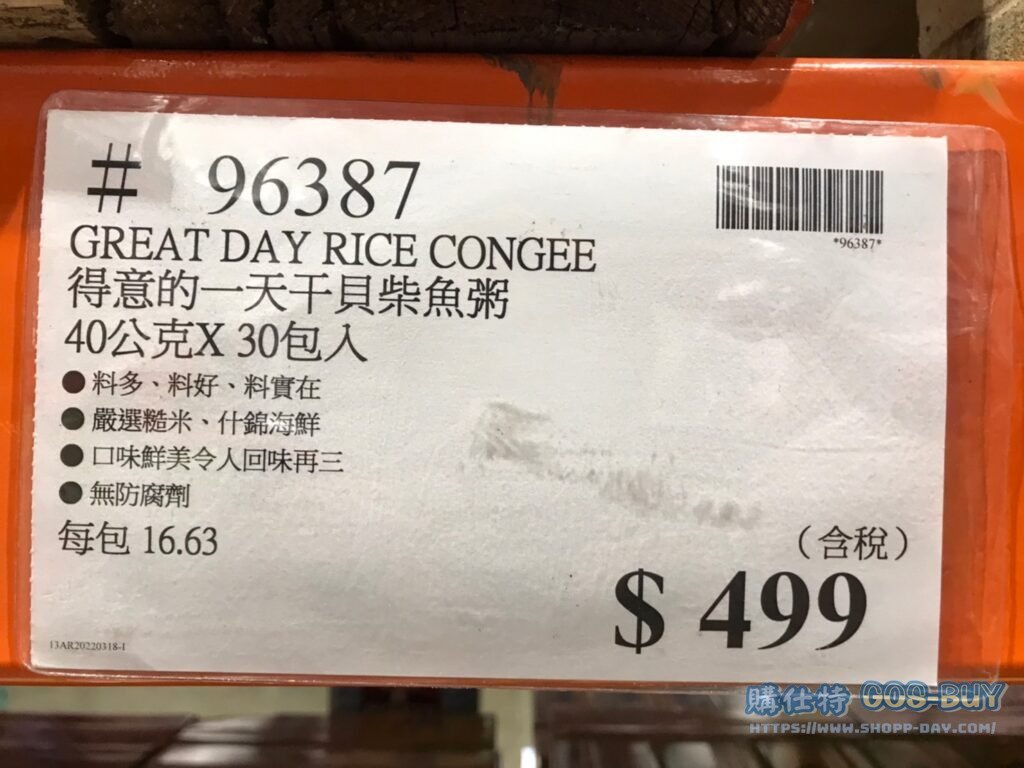 # 96387
*96387*
GREAT DAY RICE CONGEE
得意的一天干貝柴魚粥
40公克X 30包入
●料多、料好、料實在
●嚴選糙米、什錦海鮮
●口味鮮美令人回味再三
●無防腐劑
每包 16.63
（含稅）
$ 499
13AR20220318-1
購仕特 COS-BUY
HTTPS://WWW.SHOPP-DAY.COM/